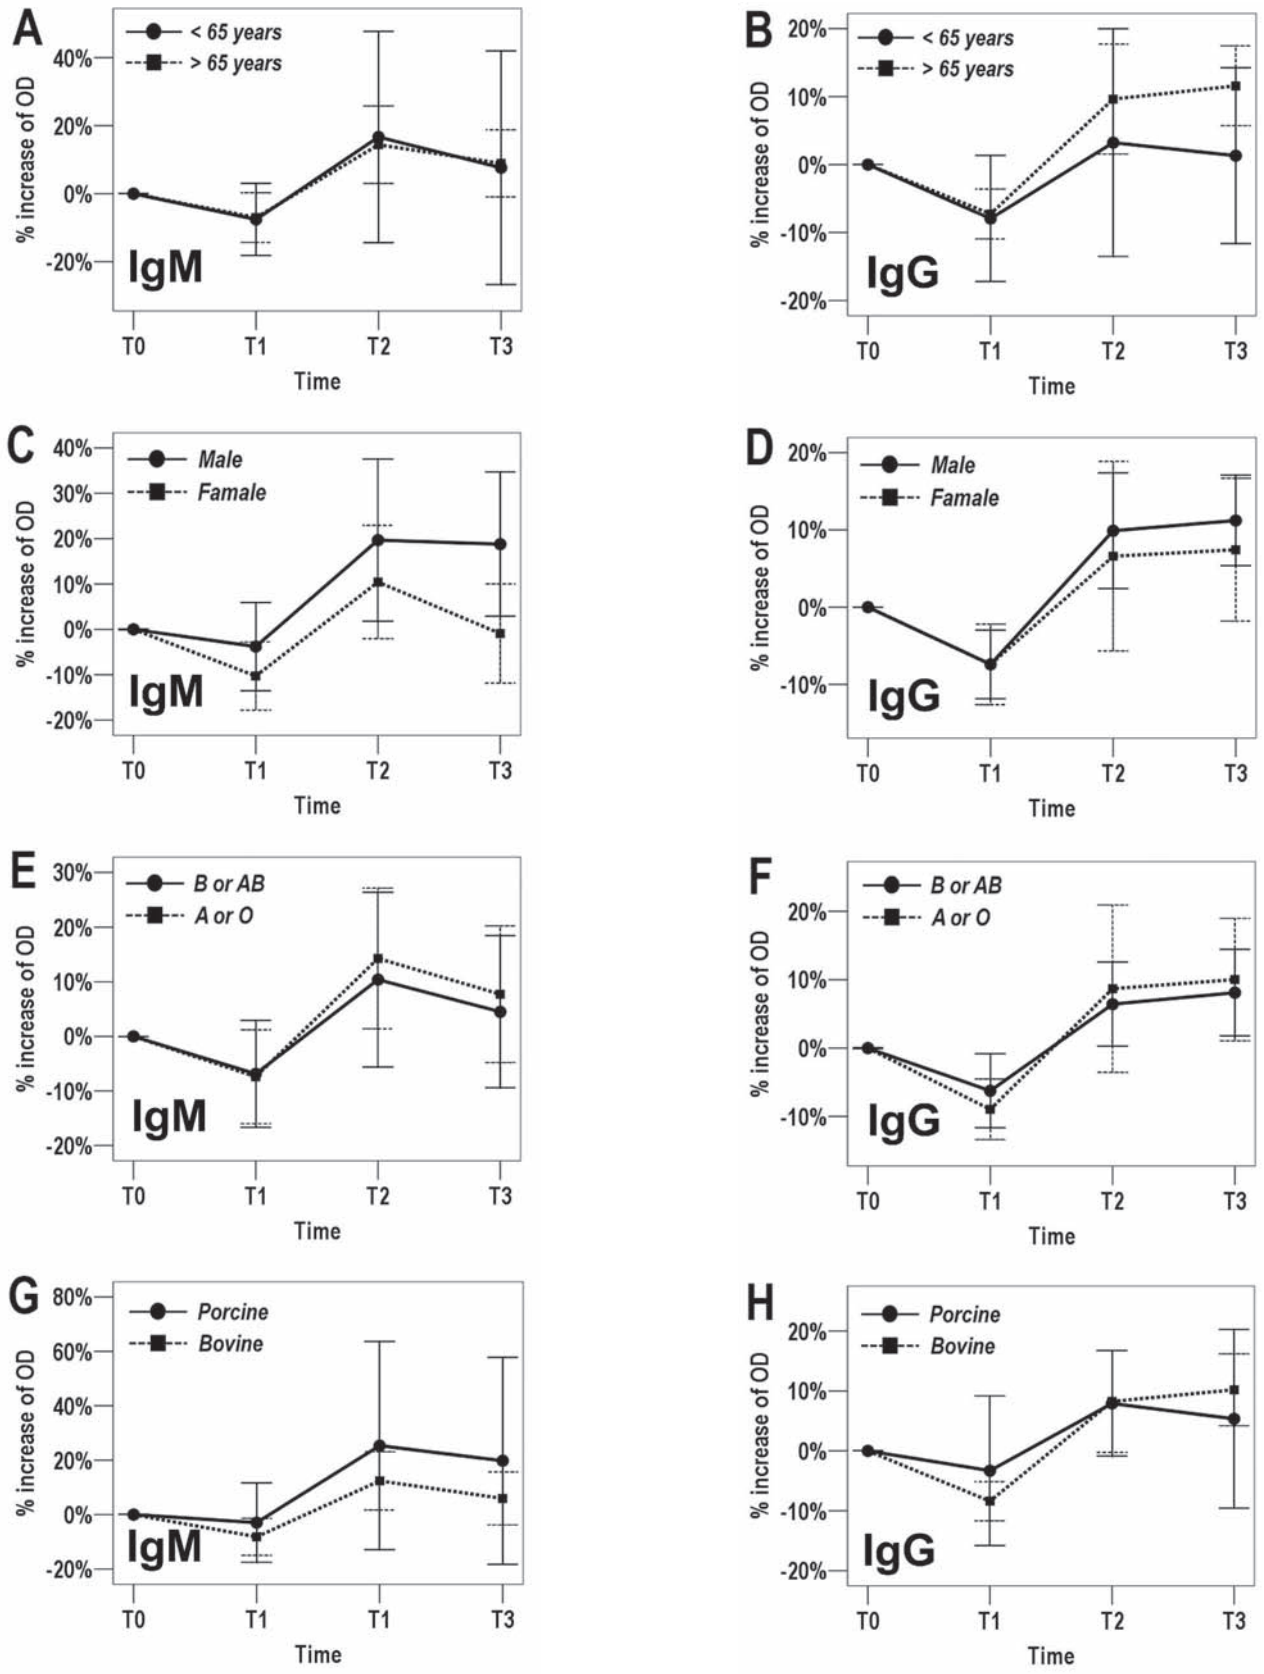 A
< 65 years
> 65 years
40%
20%
0%
-20%
% increase of OD
IgM
T0 T1 T2 T3
Time
B
< 65 years
> 65 years
20%
10%
0%
-10%
-20%
% increase of OD
IgG
T0 T1 T2 T3
Time
C
Male
Famale
40%
30%
20%
10%
0%
-10%
-20%
% increase of OD
IgM
T0 T1 T2 T3
Time
D
Male
Famale
20%
10%
0%
-10%
% increase of OD
IgG
T0 T1 T2 T3
Time
E
B or AB
A or O
30%
20%
10%
0%
-10%
-20%
% increase of OD
IgM
T0 T1 T2 T3
Time
F
B or AB
A or O
20%
10%
0%
-10%
% increase of OD
IgG
T0 T1 T2 T3
Time
G
Porcine
Bovine
80%
60%
40%
20%
0%
-20%
% increase of OD
IgM
T0 T1 T1 T3
Time
H
Porcine
Bovine
20%
10%
0%
-10%
-20%
% increase of OD
IgG
T0 T1 T2 T3
Time